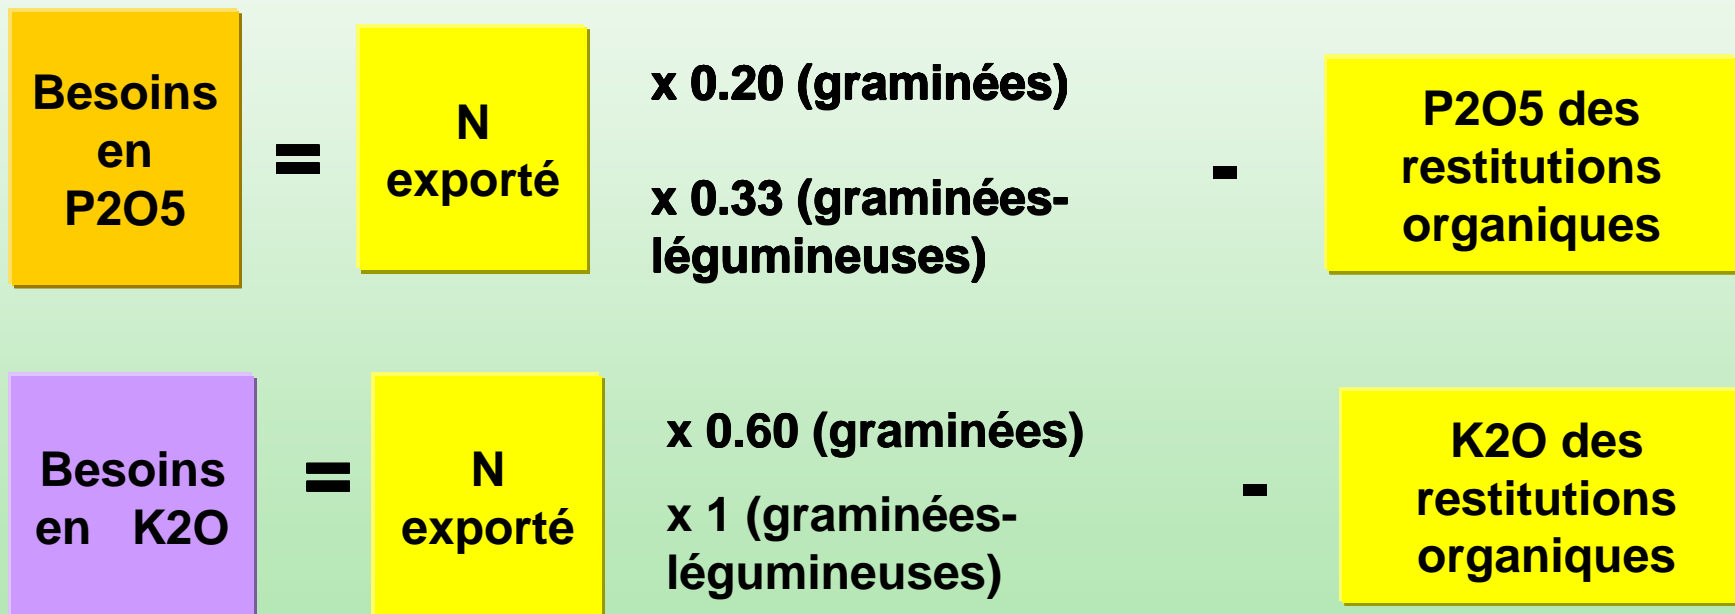 Besoins
en
P2O5
=
N
exporté
x 0.20 (graminées)
x 0.33 (graminées-
légumineuses)
-
P2O5 des
restitutions
organiques
Besoins
en K2O
=
N
exporté
x 0.60 (graminées)
x 1 (graminées-
légumineuses)
-
K2O des
restitutions
organiques